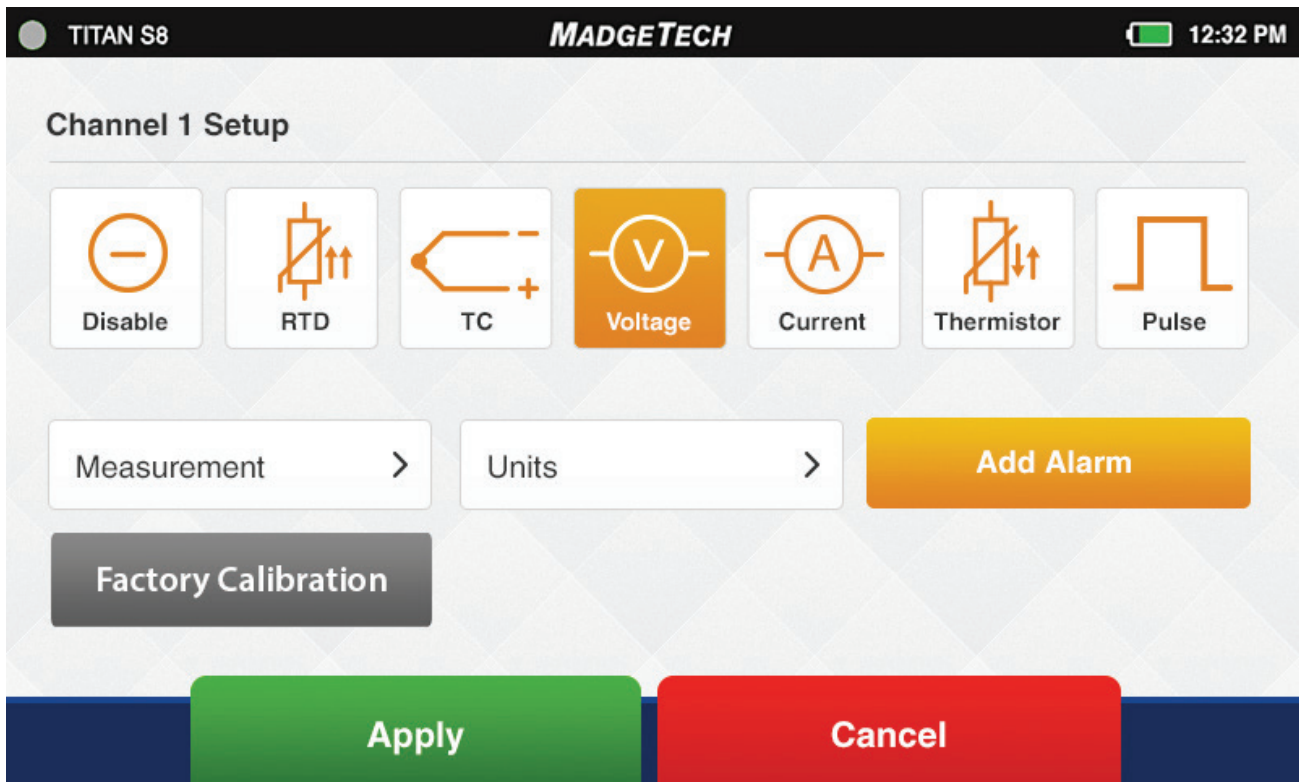 TITAN S8 MADGETECH 12:32 PM
Channel 1 Setup
V A
Disable RTD TC Voltage Current Thermistor Pulse
Measurement Units Add Alarm
Factory Calibration
Apply Cancel